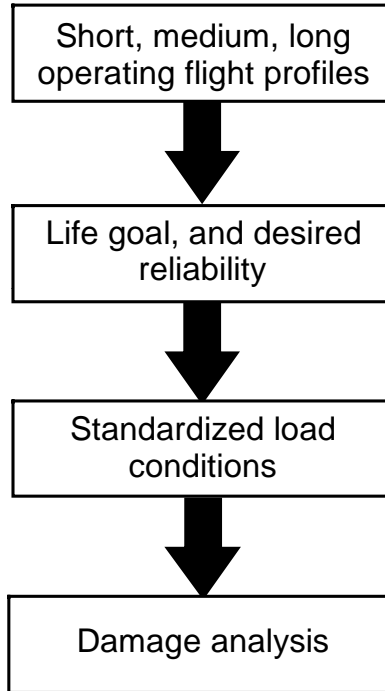 Short, medium, long
operating flight profiles
Life goal, and desired
reliability
Standardized load
conditions
Damage analysis